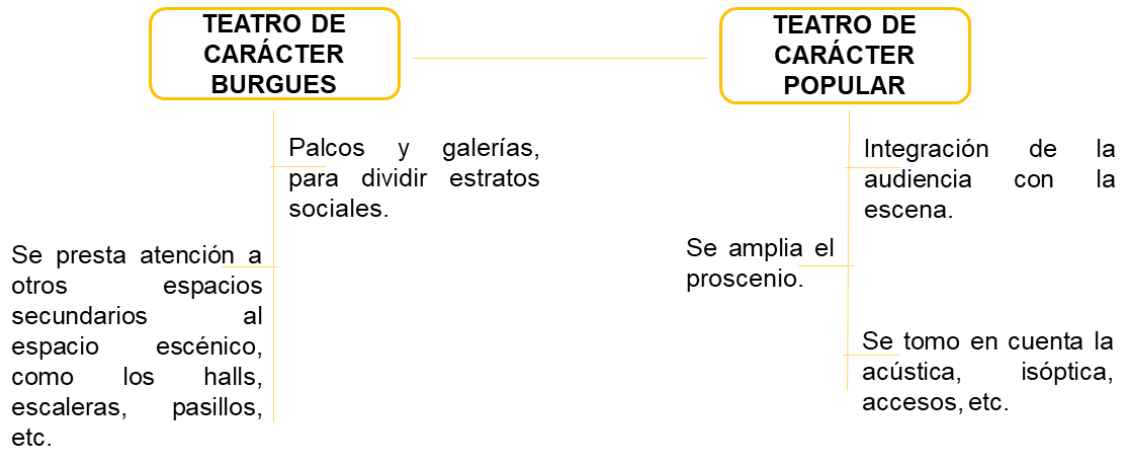 TEATRO DE
CARÁCTER
BURGUES
Palcos y galerías,
para dividir estratos
sociales.
Se presta atención a
otros espacios
secundarios al
espacio escénico,
como los halls,
escaleras, pasillos,
etc.
TEATRO DE
CARÁCTER
POPULAR
Integración de la
audiencia con la
escena.
Se amplia el
proscenio.
Se tomo en cuenta la
acústica, isóptica,
accesos, etc.